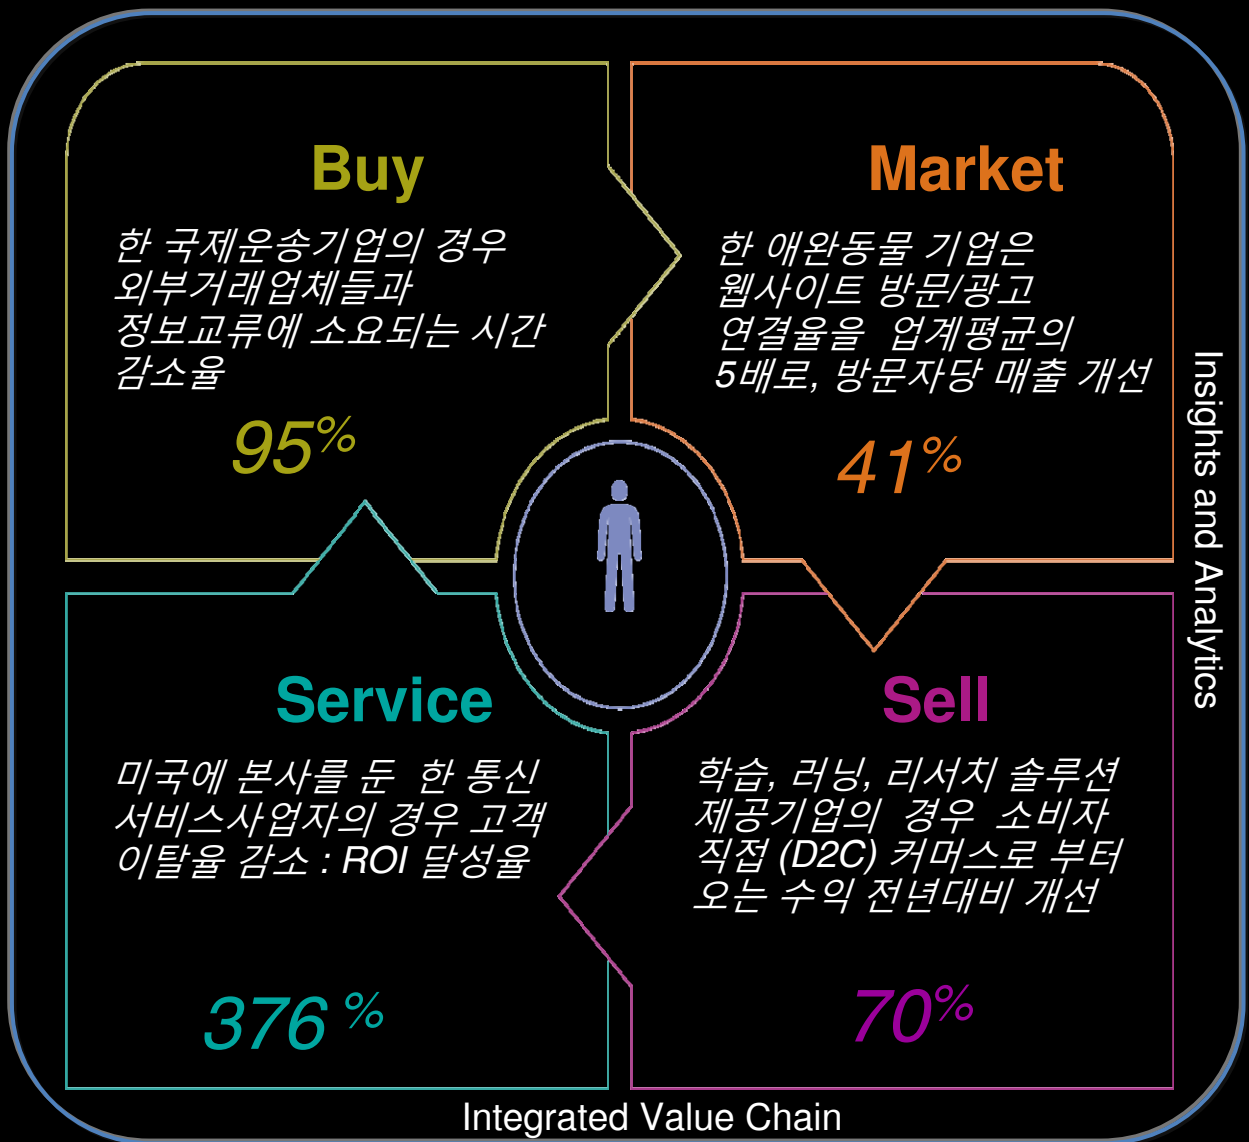 Buy
한 국제운송기업의 경우
외부거래업체들과
정보교류에 소요되는 시간
감소율
95%
Market
한 애완동물 기업은
웹사이트 방문/광고
연결율을 업계평균의
5배로, 방문자당 매출 개선
41%
Service
미국에 본사를 둔 한 통신
서비스사업자의 경우 고객
이탈율 감소 : ROI 달성율
376 %
Sell
학습, 러닝, 리서치 솔루션
제공기업의 경우 소비자
직접 (D2C) 커머스로 부터
오는 수익 전년대비 개선
70%
Insights and Analytics
Integrated Value Chain